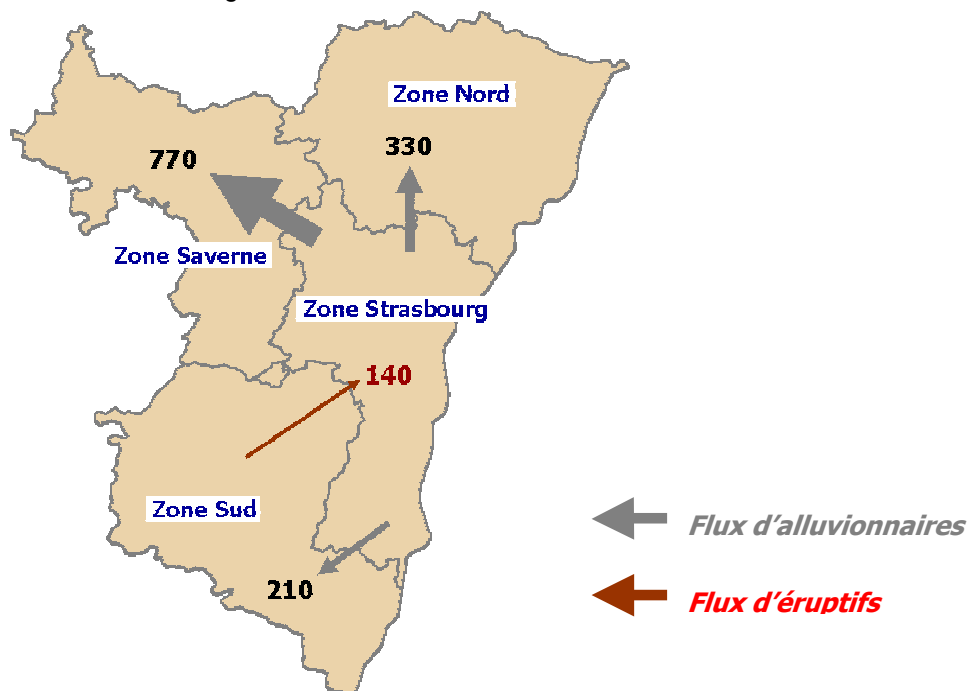 Zone Nord
330
770
Zone Saverne
Zone Strasbourg
140
Zone Sud
Flux d'alluvionnaires
210
Flux d'éruptifs